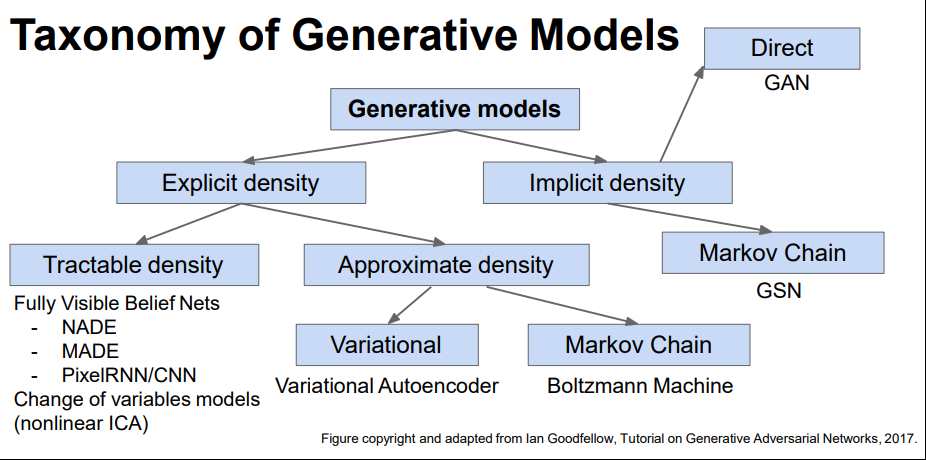 Taxonomy of Generative Models
Direct
GAN
Generative models
Explicit density
Implicit density
Tractable density
Approximate density
Markov Chain
GSN
Fully Visible Belief Nets
- NADE
- MADE
- PixelRNN/CNN
Change of variables models
(nonlinear ICA)
Variational
Variational Autoencoder
Markov Chain
Boltzmann Machine
Figure copyright and adapted from Ian Goodfellow, Tutorial on Generative Adversarial Networks, 2017.